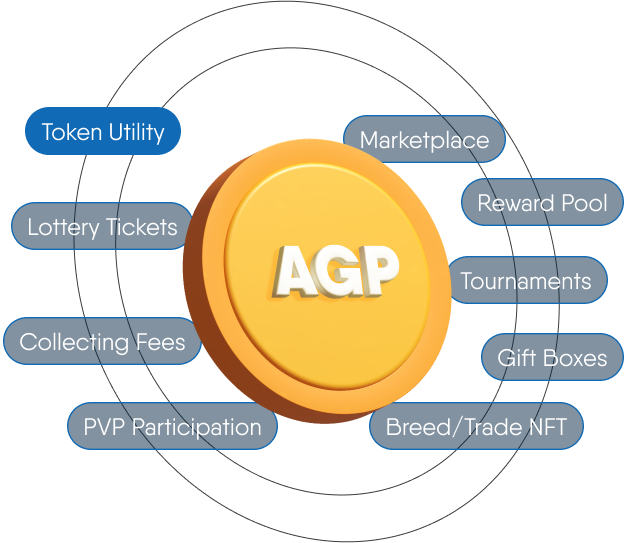 Token Utility
Marketplace
Reward Pool
Lottery Tickets
AGP
Tournaments
Collecting Fees
Gift Boxes
PVP Participation
Breed/Trade NFT